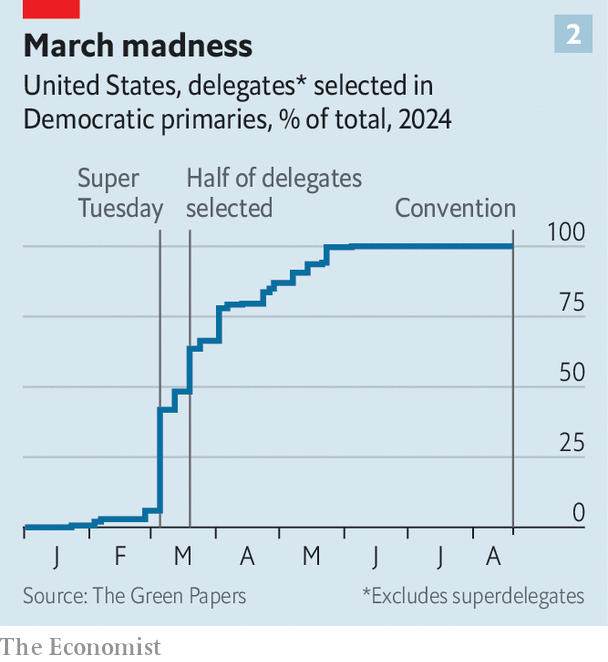 March madness
2
United States, delegates* selected in
Democratic primaries, % of total, 2024
Super
Tuesday
Half of delegates
selected
Convention
100
75
50
25
0
J F M A M J J A
Source: The Green Papers
*Excludes superdelegates
The Economist